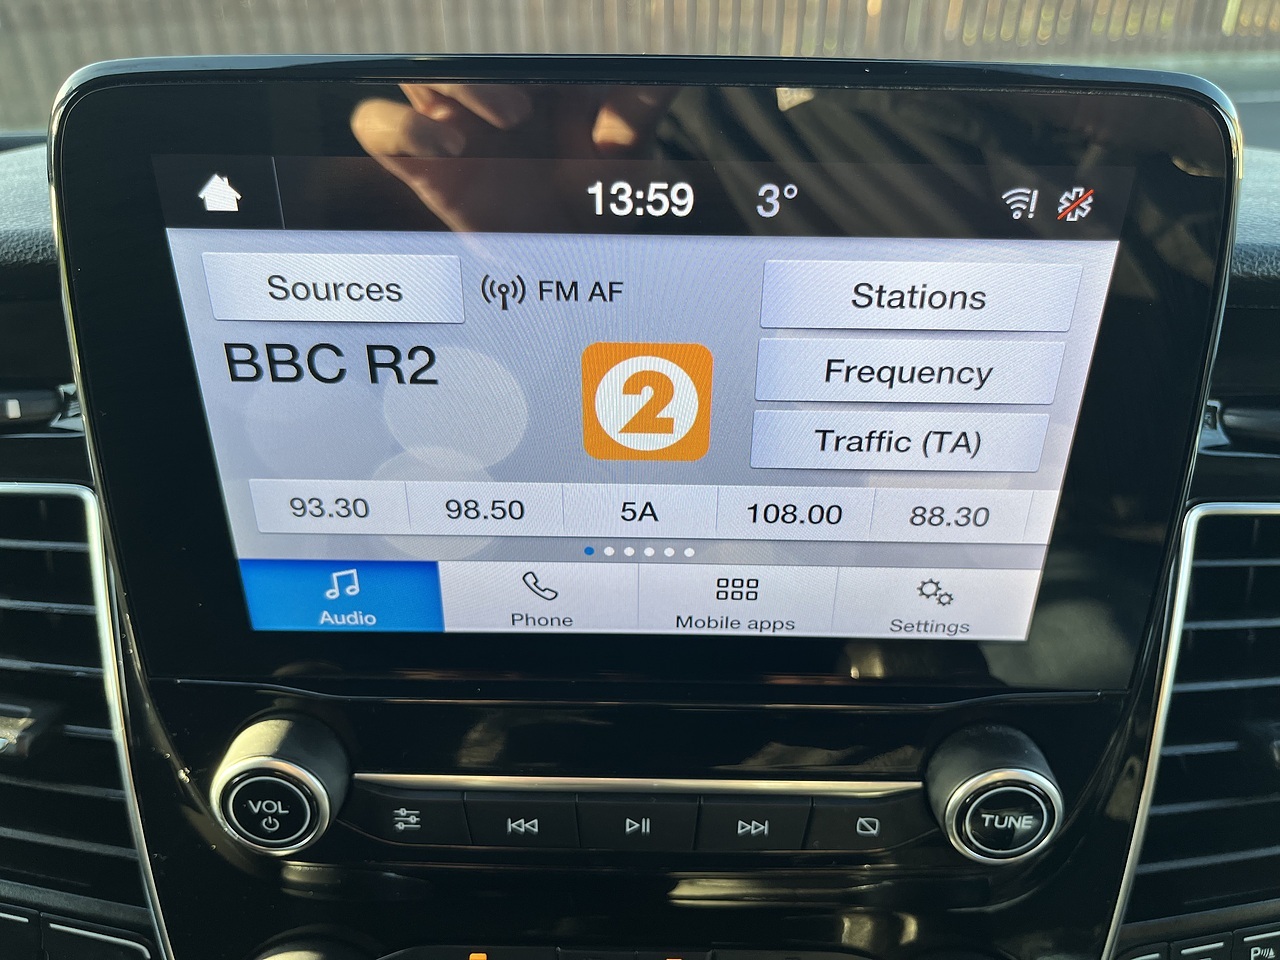 13:59 3°
Sources FM AF Stations
BBC R2 2 Frequency
Traffic (TA)
93.30 98.50 5A 108.00 88.30
Audio Phone Mobile apps Settings
VOL TUNE
P